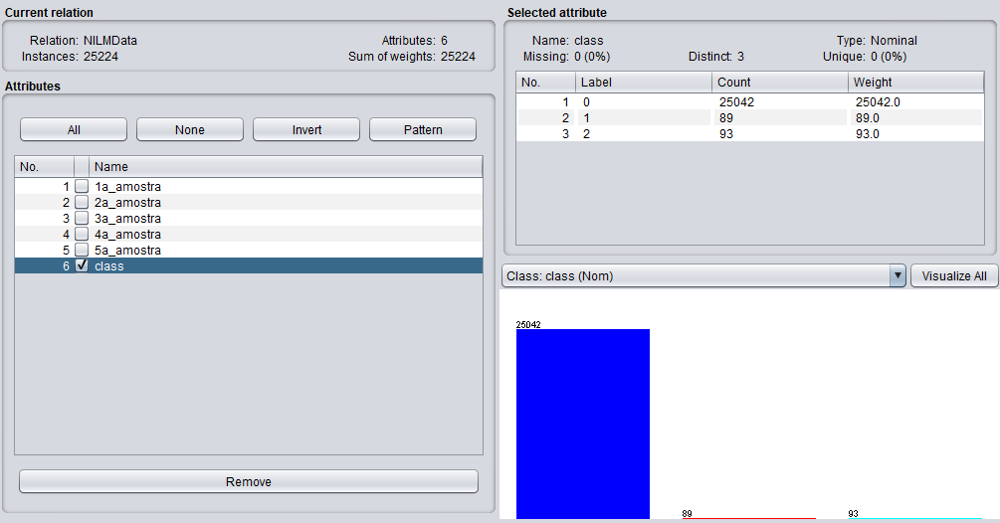 Current relation
Relation: NILMData Attributes: 6
Instances: 25224 Sum of weights: 25224
Attributes
All None Invert Pattern
No. Name
1 1a_amostra
2 2a_amostra
3 3a_amostra
4 4a_amostra
5 5a_amostra
6 class
Remove
Selected attribute
Name: class Type: Nominal
Missing: 0 (0%) Distinct: 3 Unique: 0 (0%)
No. Label Count Weight
1 0 25042 25042.0
2 1 89 89.0
3 2 93 93.0
Class: class (Nom) Visualize All
25042
89
93